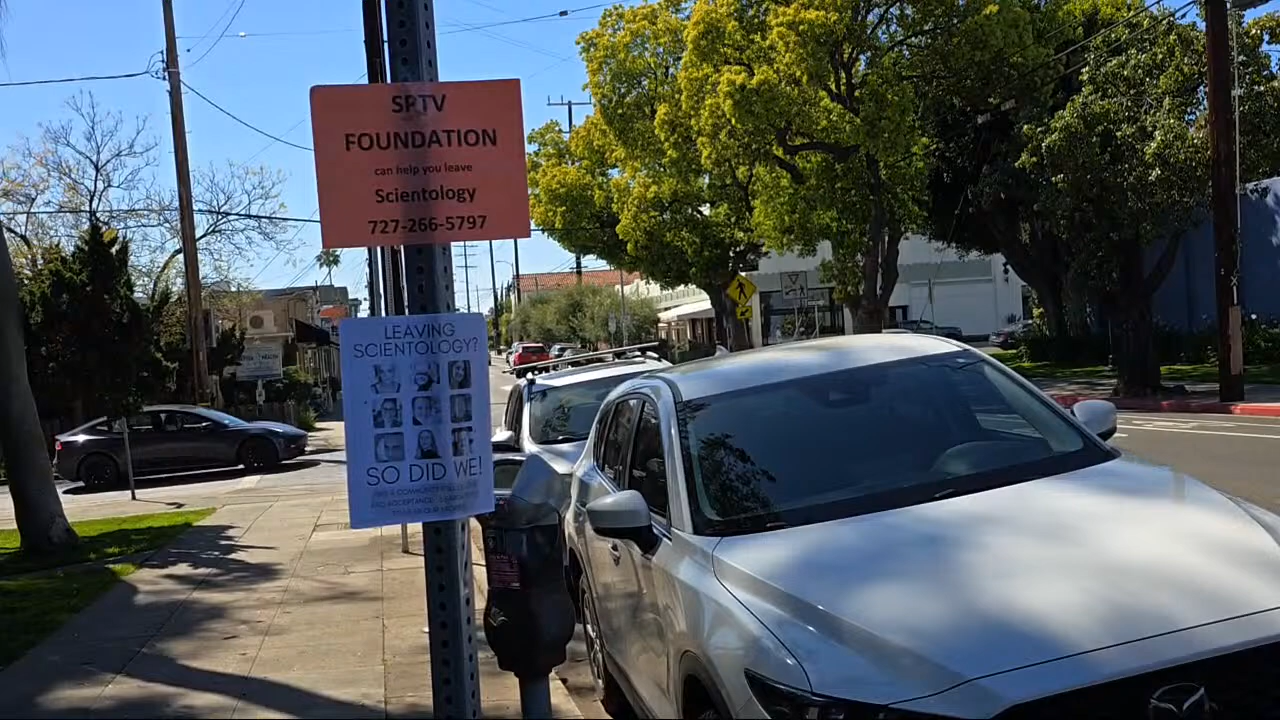 SPTV
FOUNDATION
can help you leave
Scientology
727-266-5797
LEAVING
SCIENTOLOGY?
SO DID WE!